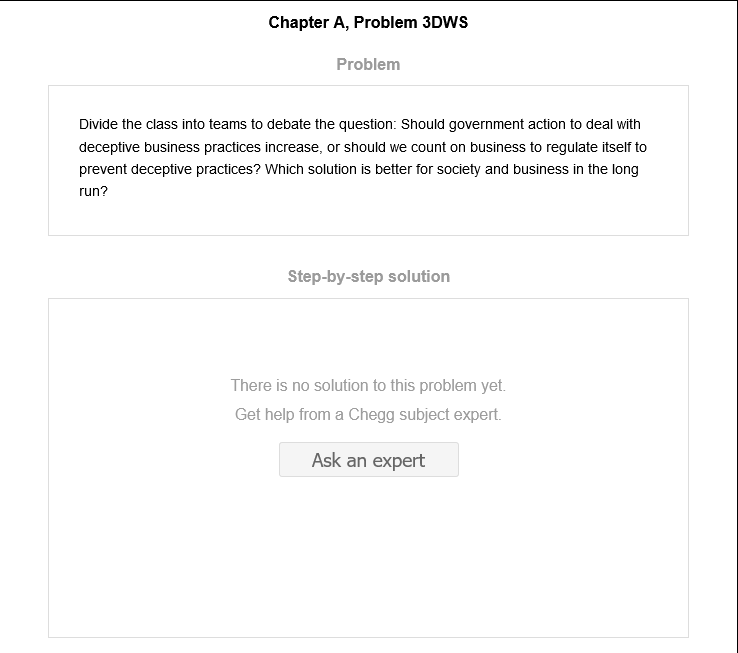 Chapter A, Problem 3DWS
Problem
Divide the class into teams to debate the question: Should government action to deal with
deceptive business practices increase, or should we count on business to regulate itself to
prevent deceptive practices? Which solution is better for society and business in the long
run?
Step-by-step solution
There is no solution to this problem yet.
Get help from a Chegg subject expert.
Ask an expert